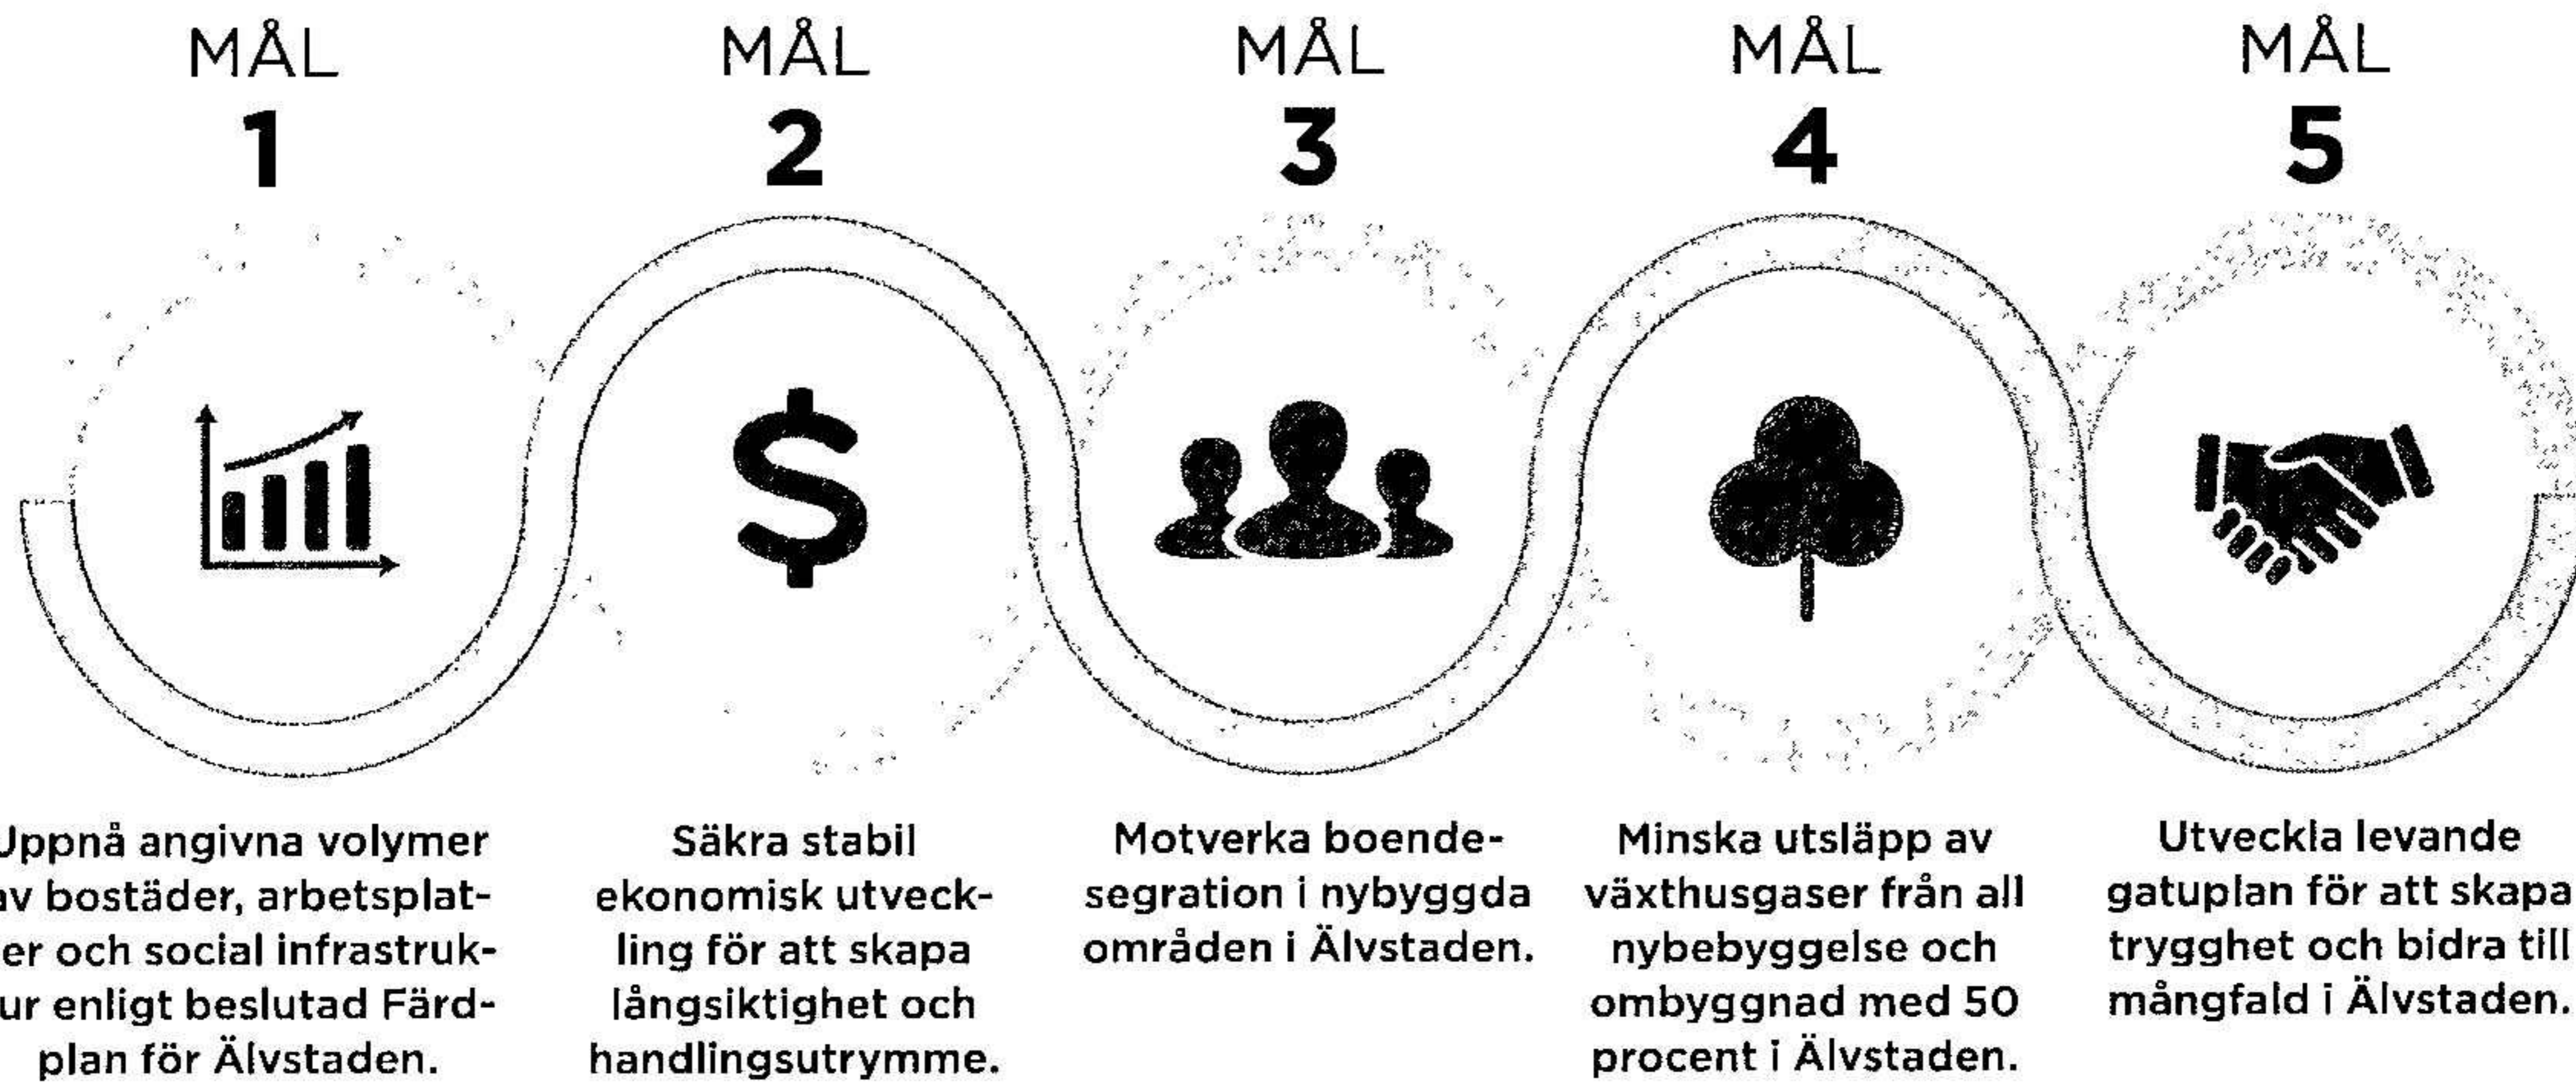 MÅL
1
Uppnå angivna volymer
av bostäder, arbetsplat-
er och social infrastruk-
ur enligt beslutad Färd-
plan för Älvstaden.
MÅL
2
Säkra stabil
ekonomisk utveck-
ling för att skapa
långsiktighet och
handlingsutrymme.
MÅL
3
Motverka boende-
segration i nybyggda
områden i Älvstaden.
MÅL
4
Minska utsläpp av
växthusgaser från all
nybebyggelse och
ombyggnad med 50
procent i Älvstaden.
MÅL
5
Utveckla levande
gatuplan för att skapa
trygghet och bidra till
mångfald i Älvstaden.